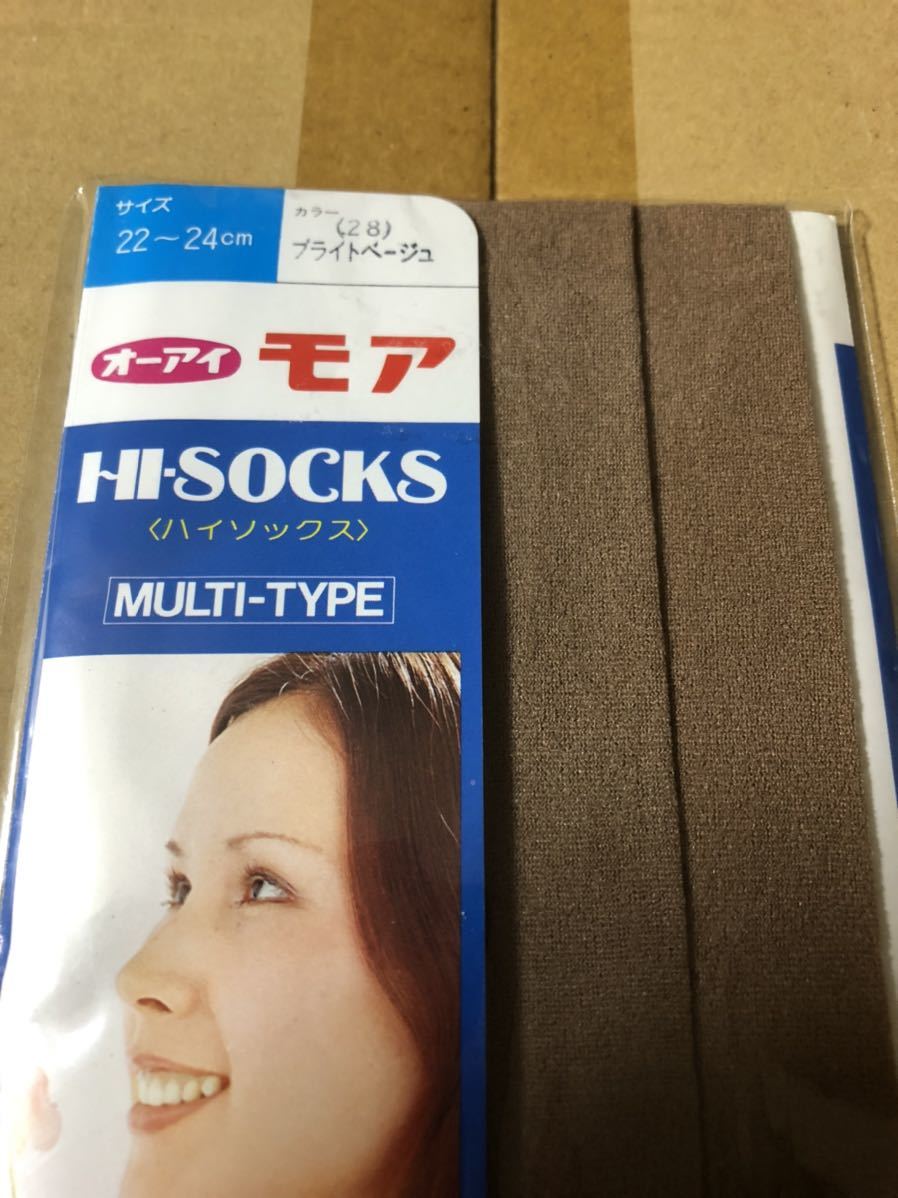 サイズ
22～24cm
カラー
(28)
ブライトベージュ
オーアイ モア
HI-SOCKS
〈ハイソックス〉
MULTI-TYPE